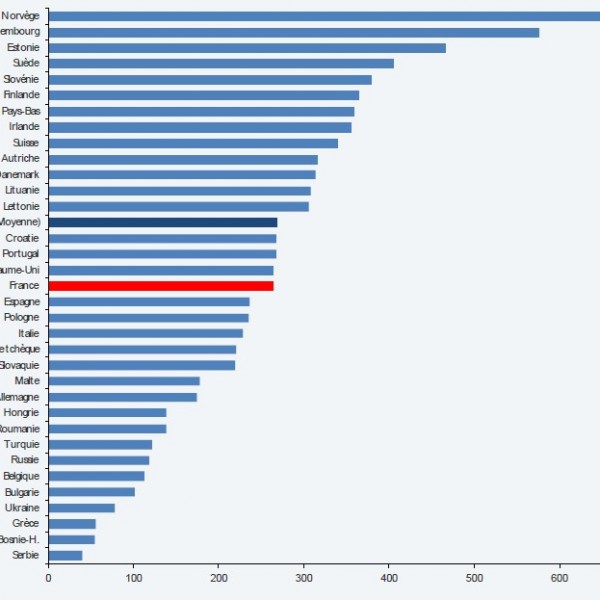 Norvège
embourg
Estonie
Suède
Slovénie
Finlande
Pays-Bas
Irlande
Suisse
Autriche
Danemark
Lituanie
Lettonie
Moyenne)
Croatie
Portugal
aume-Uni
France
Espagne
Pologne
Italie
e tchèque
Slovaquie
Malte
Allemagne
Hongrie
Roumanie
Turquie
Russie
Belgique
Bulgarie
Ukraine
Grèce
Bosnie-H.
Serbie
0 100 200 300 400 500 600